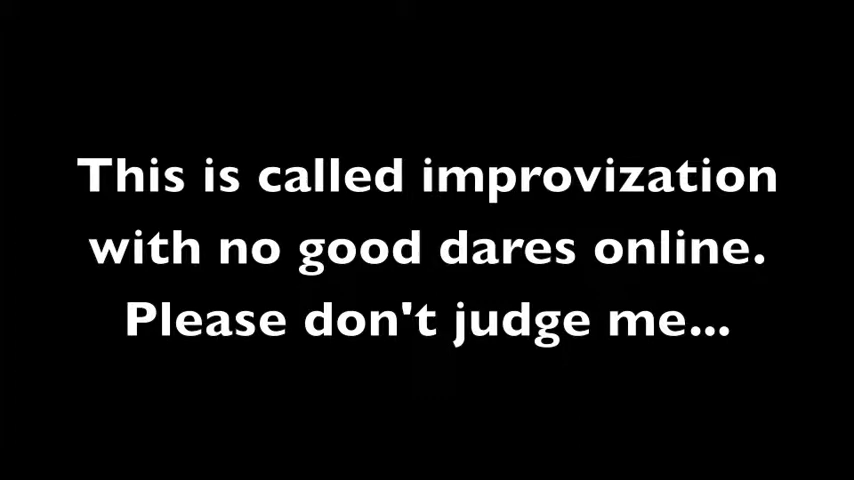 This is called improvization
with no good dares online.
Please don't judge me...